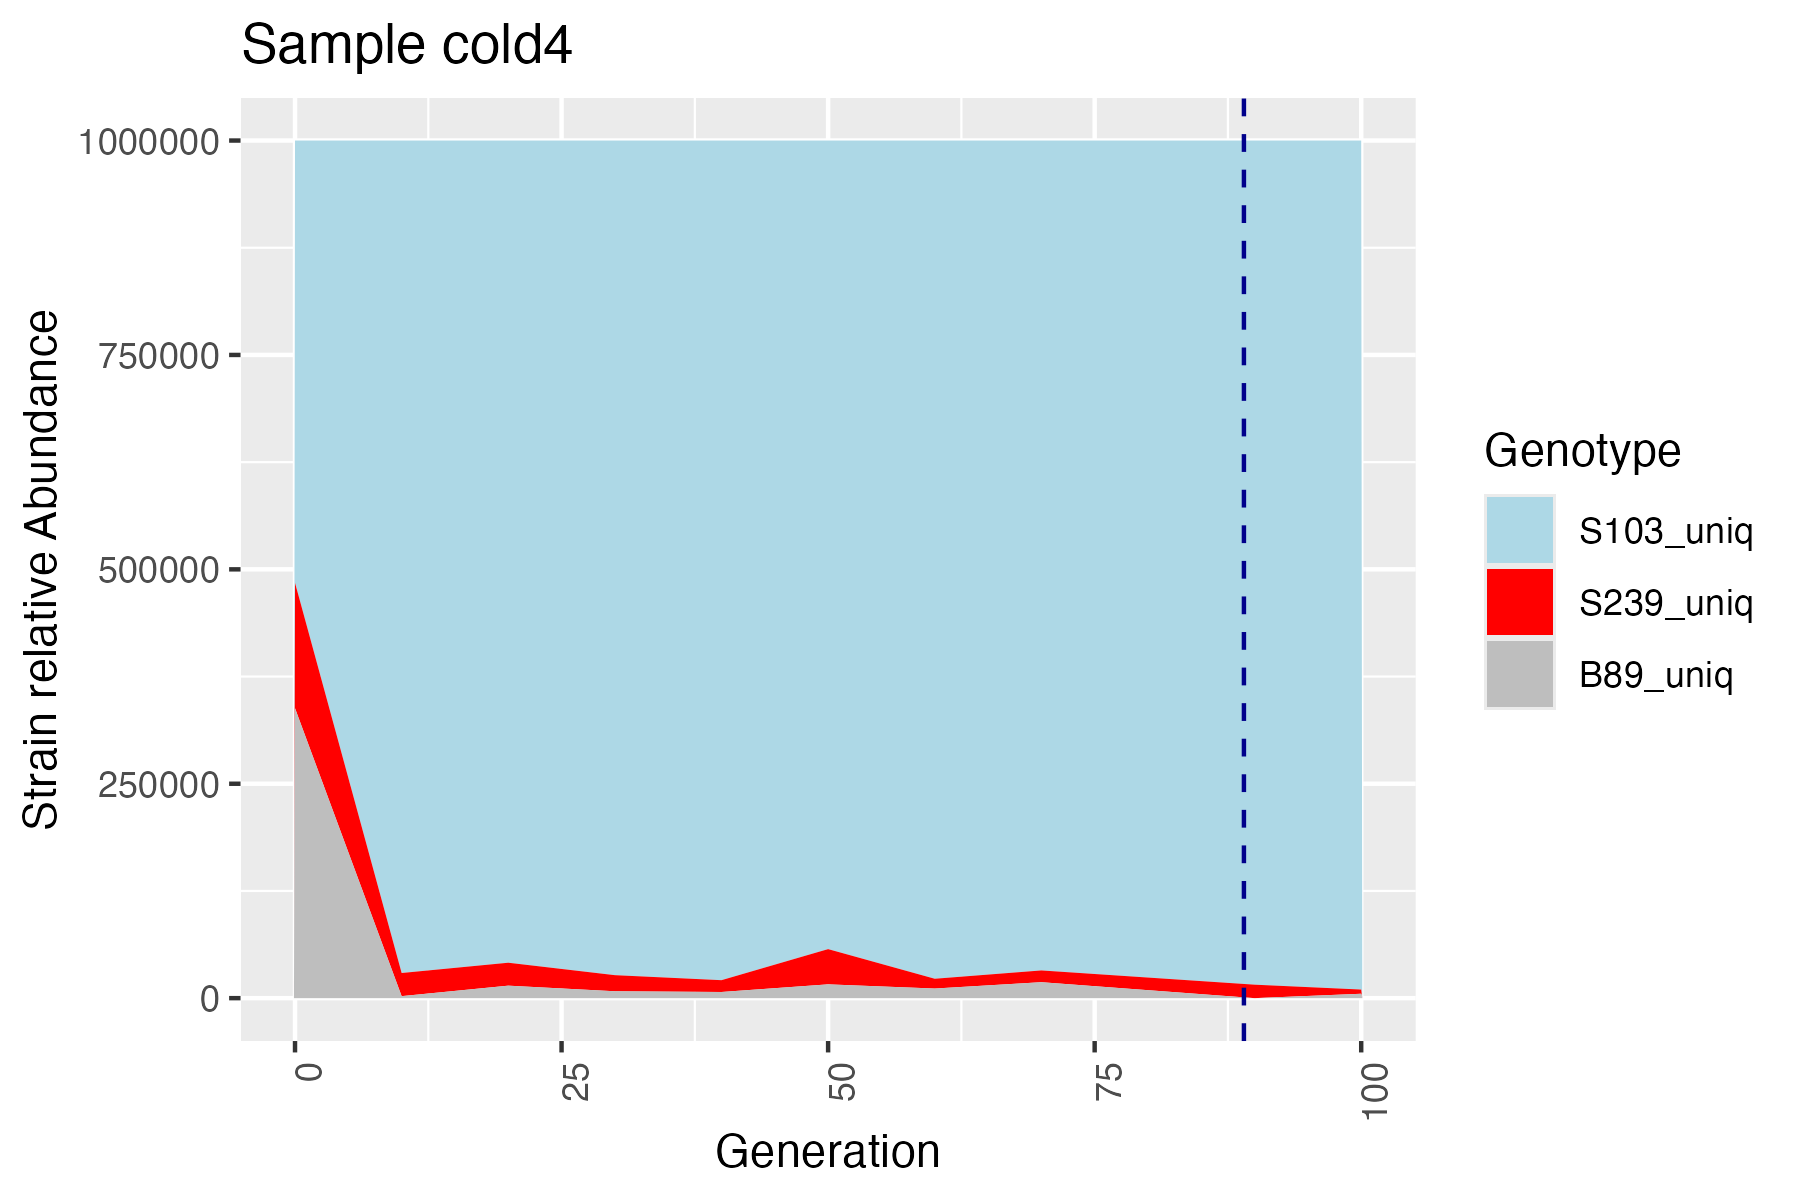 Sample cold4
1000000
750000
500000
250000
0
Strain relative Abundance
0
25
50
75
100
Generation
Genotype
S103_uniq
S239_uniq
B89_uniq